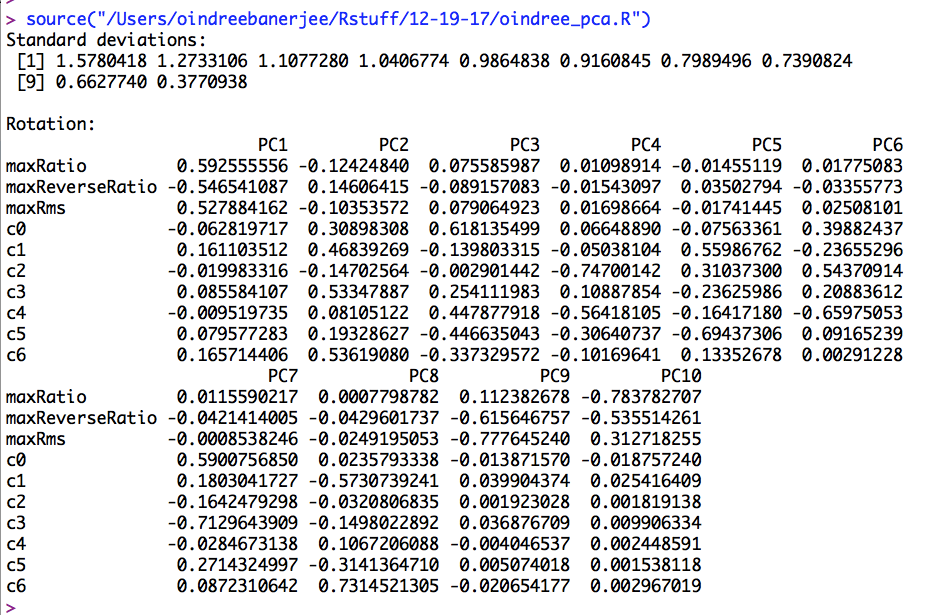 > source("/Users/oindreebanerjee/Rstuff/12-19-17/oindree_pca.R")
Standard deviations:
 [1] 1.5780418 1.2733106 1.1077280 1.0406774 0.9864838 0.9160845 0.7989496 0.7390824
 [9] 0.6627740 0.3770938

Rotation:
                         PC1         PC2          PC3         PC4         PC5         PC6
maxRatio         0.592555556 -0.12424840  0.075585987  0.01098914 -0.01455119  0.01775083
maxReverseRatio -0.546541087  0.14606415 -0.089157083 -0.01543097  0.03502794 -0.03355773
maxRms           0.527884162 -0.10353572  0.079064923  0.01698664 -0.01741445  0.02508101
c0              -0.062819717  0.30898308  0.618135499  0.06648890 -0.07563361  0.39882437
c1               0.161103512  0.46839269 -0.139803315 -0.05038104  0.55986762 -0.23655296
c2              -0.019983316 -0.14702564 -0.002901442 -0.74700142  0.31037300  0.54370914
c3               0.085584107  0.53347887  0.254111983  0.10887854 -0.23625986  0.20883612
c4              -0.009519735  0.08105122  0.447877918 -0.56418105 -0.16417180 -0.65975053
c5               0.079577283  0.19328627 -0.446635043 -0.30640737 -0.69437306  0.09165239
c6               0.165714406  0.53619080 -0.337329572 -0.10169641  0.13352678  0.00291228
                          PC7           PC8          PC9         PC10
maxRatio         0.0115590217  0.0007798782  0.112382678 -0.783782707
maxReverseRatio -0.0421414005 -0.0429601737 -0.615646757 -0.535514261
maxRms          -0.0008538246 -0.0249195053 -0.777645240  0.312718255
c0               0.5900756850  0.0235793338 -0.013871570 -0.018757240
c1               0.1803041727 -0.5730739241  0.039904374  0.025416409
c2              -0.1642479298 -0.0320806835  0.001923028  0.001819138
c3              -0.7129643909 -0.1498022892  0.036876709  0.009906334
c4              -0.0284673138  0.1067206088 -0.004046537  0.002448591
c5               0.2714324997 -0.3141364710  0.005074018  0.001538118
c6               0.0872310642  0.7314521305 -0.020654177  0.002967019
>